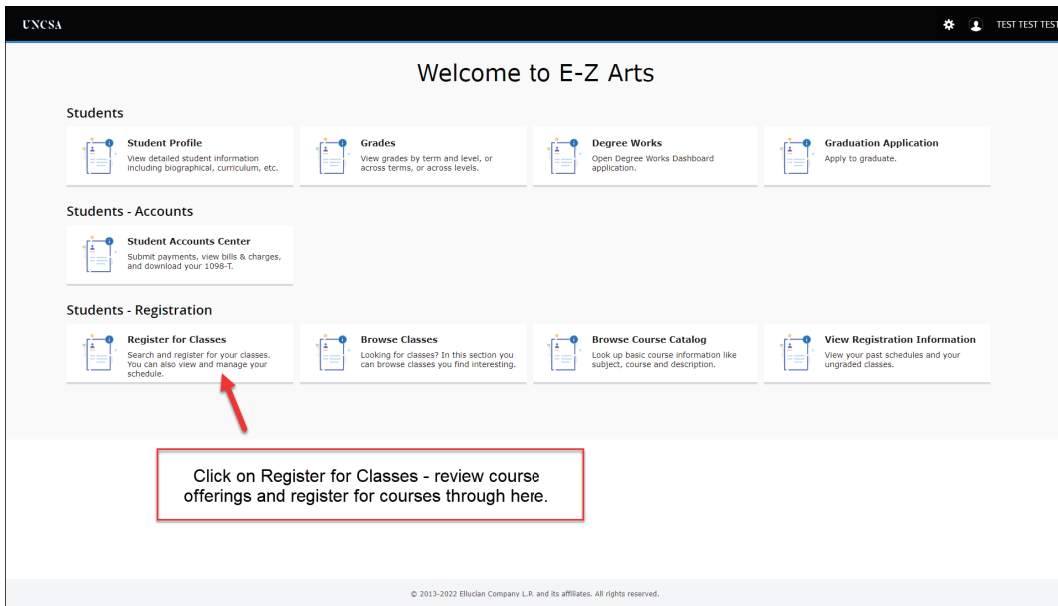 UNCSA
TEST TEST TEST
Welcome to E-Z Arts
Students
Student Profile
View detailed student information
including biographical, curriculum, etc.
Grades
View grades by term and level, or
across terms, or across levels.
Degree Works
Open Degree Works Dashboard
application.
Graduation Application
Apply to graduate.
Students - Accounts
Student Accounts Center
Submit payments, view bills & charges,
and download your 1098-T.
Students - Registration
Register for Classes
Search and register for your classes.
You can also view and manage your
schedule.
Browse Classes
Looking for classes? In this section you
can browse classes you find interesting.
Browse Course Catalog
Look up basic course information like
subject, course and description.
View Registration Information
View your past schedules and your
ungraded classes.
Click on Register for Classes - review course
offerings and register for courses through here.
© 2013-2022 Ellucian Company L.P. and its affiliates. All rights reserved.